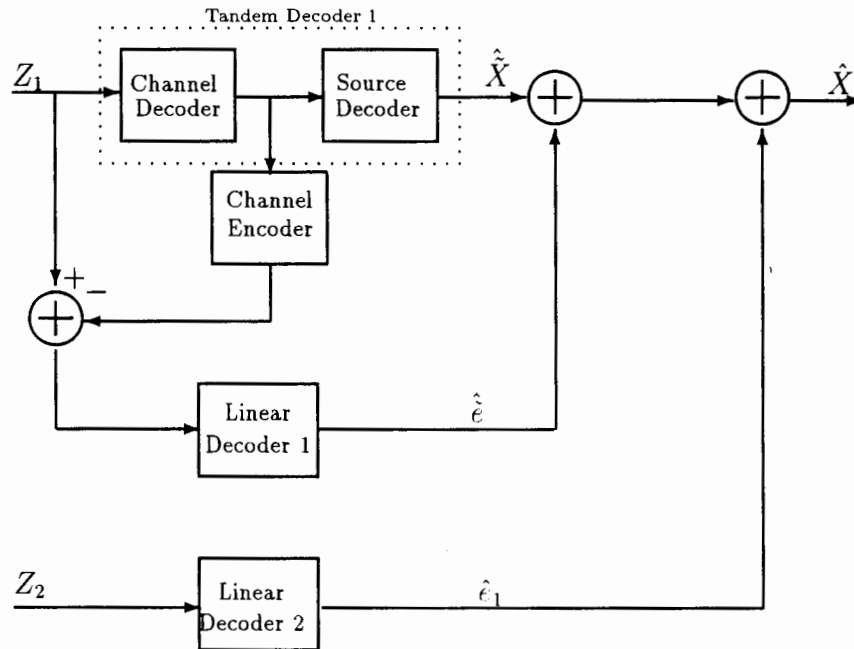 Tandem Decoder 1
Z₁
Channel
Decoder
Source
Decoder
X̃̂
X̂
Channel
Encoder
+
−
Linear
Decoder 1
ẽ̂
Z₂
Linear
Decoder 2
ê₁